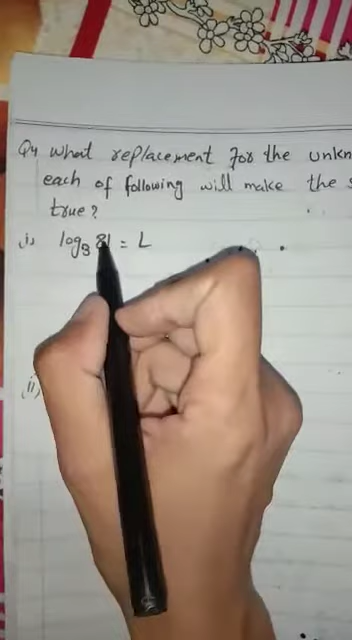 Q4 What replacement for the unkn
each of following will make the s
true?
(i) log₃ 81 = L
(ii)